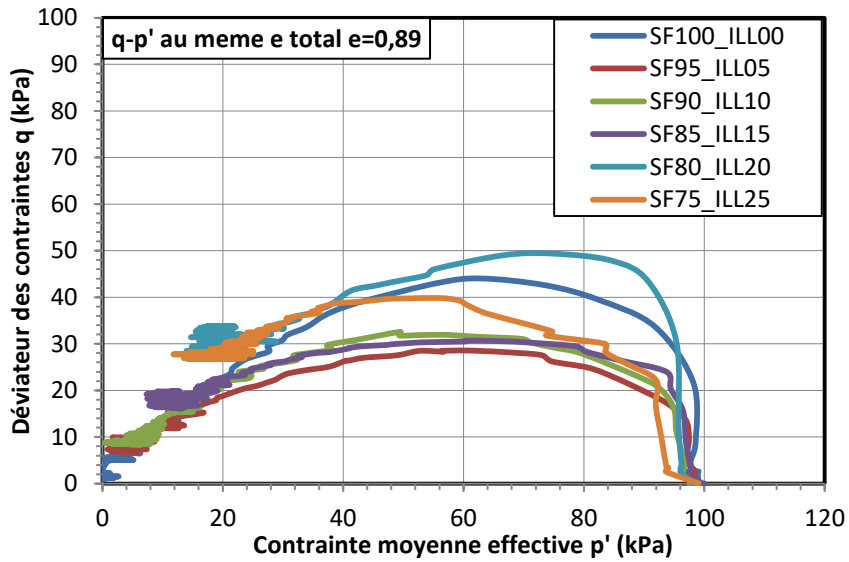 q-p' au meme e total e=0,89
SF100_ILL00
SF95_ILL05
SF90_ILL10
SF85_ILL15
SF80_ILL20
SF75_ILL25
Déviateur des contraintes q (kPa)
100
90
80
70
60
50
40
30
20
10
0
0 20 40 60 80 100 120
Contrainte moyenne effective p' (kPa)